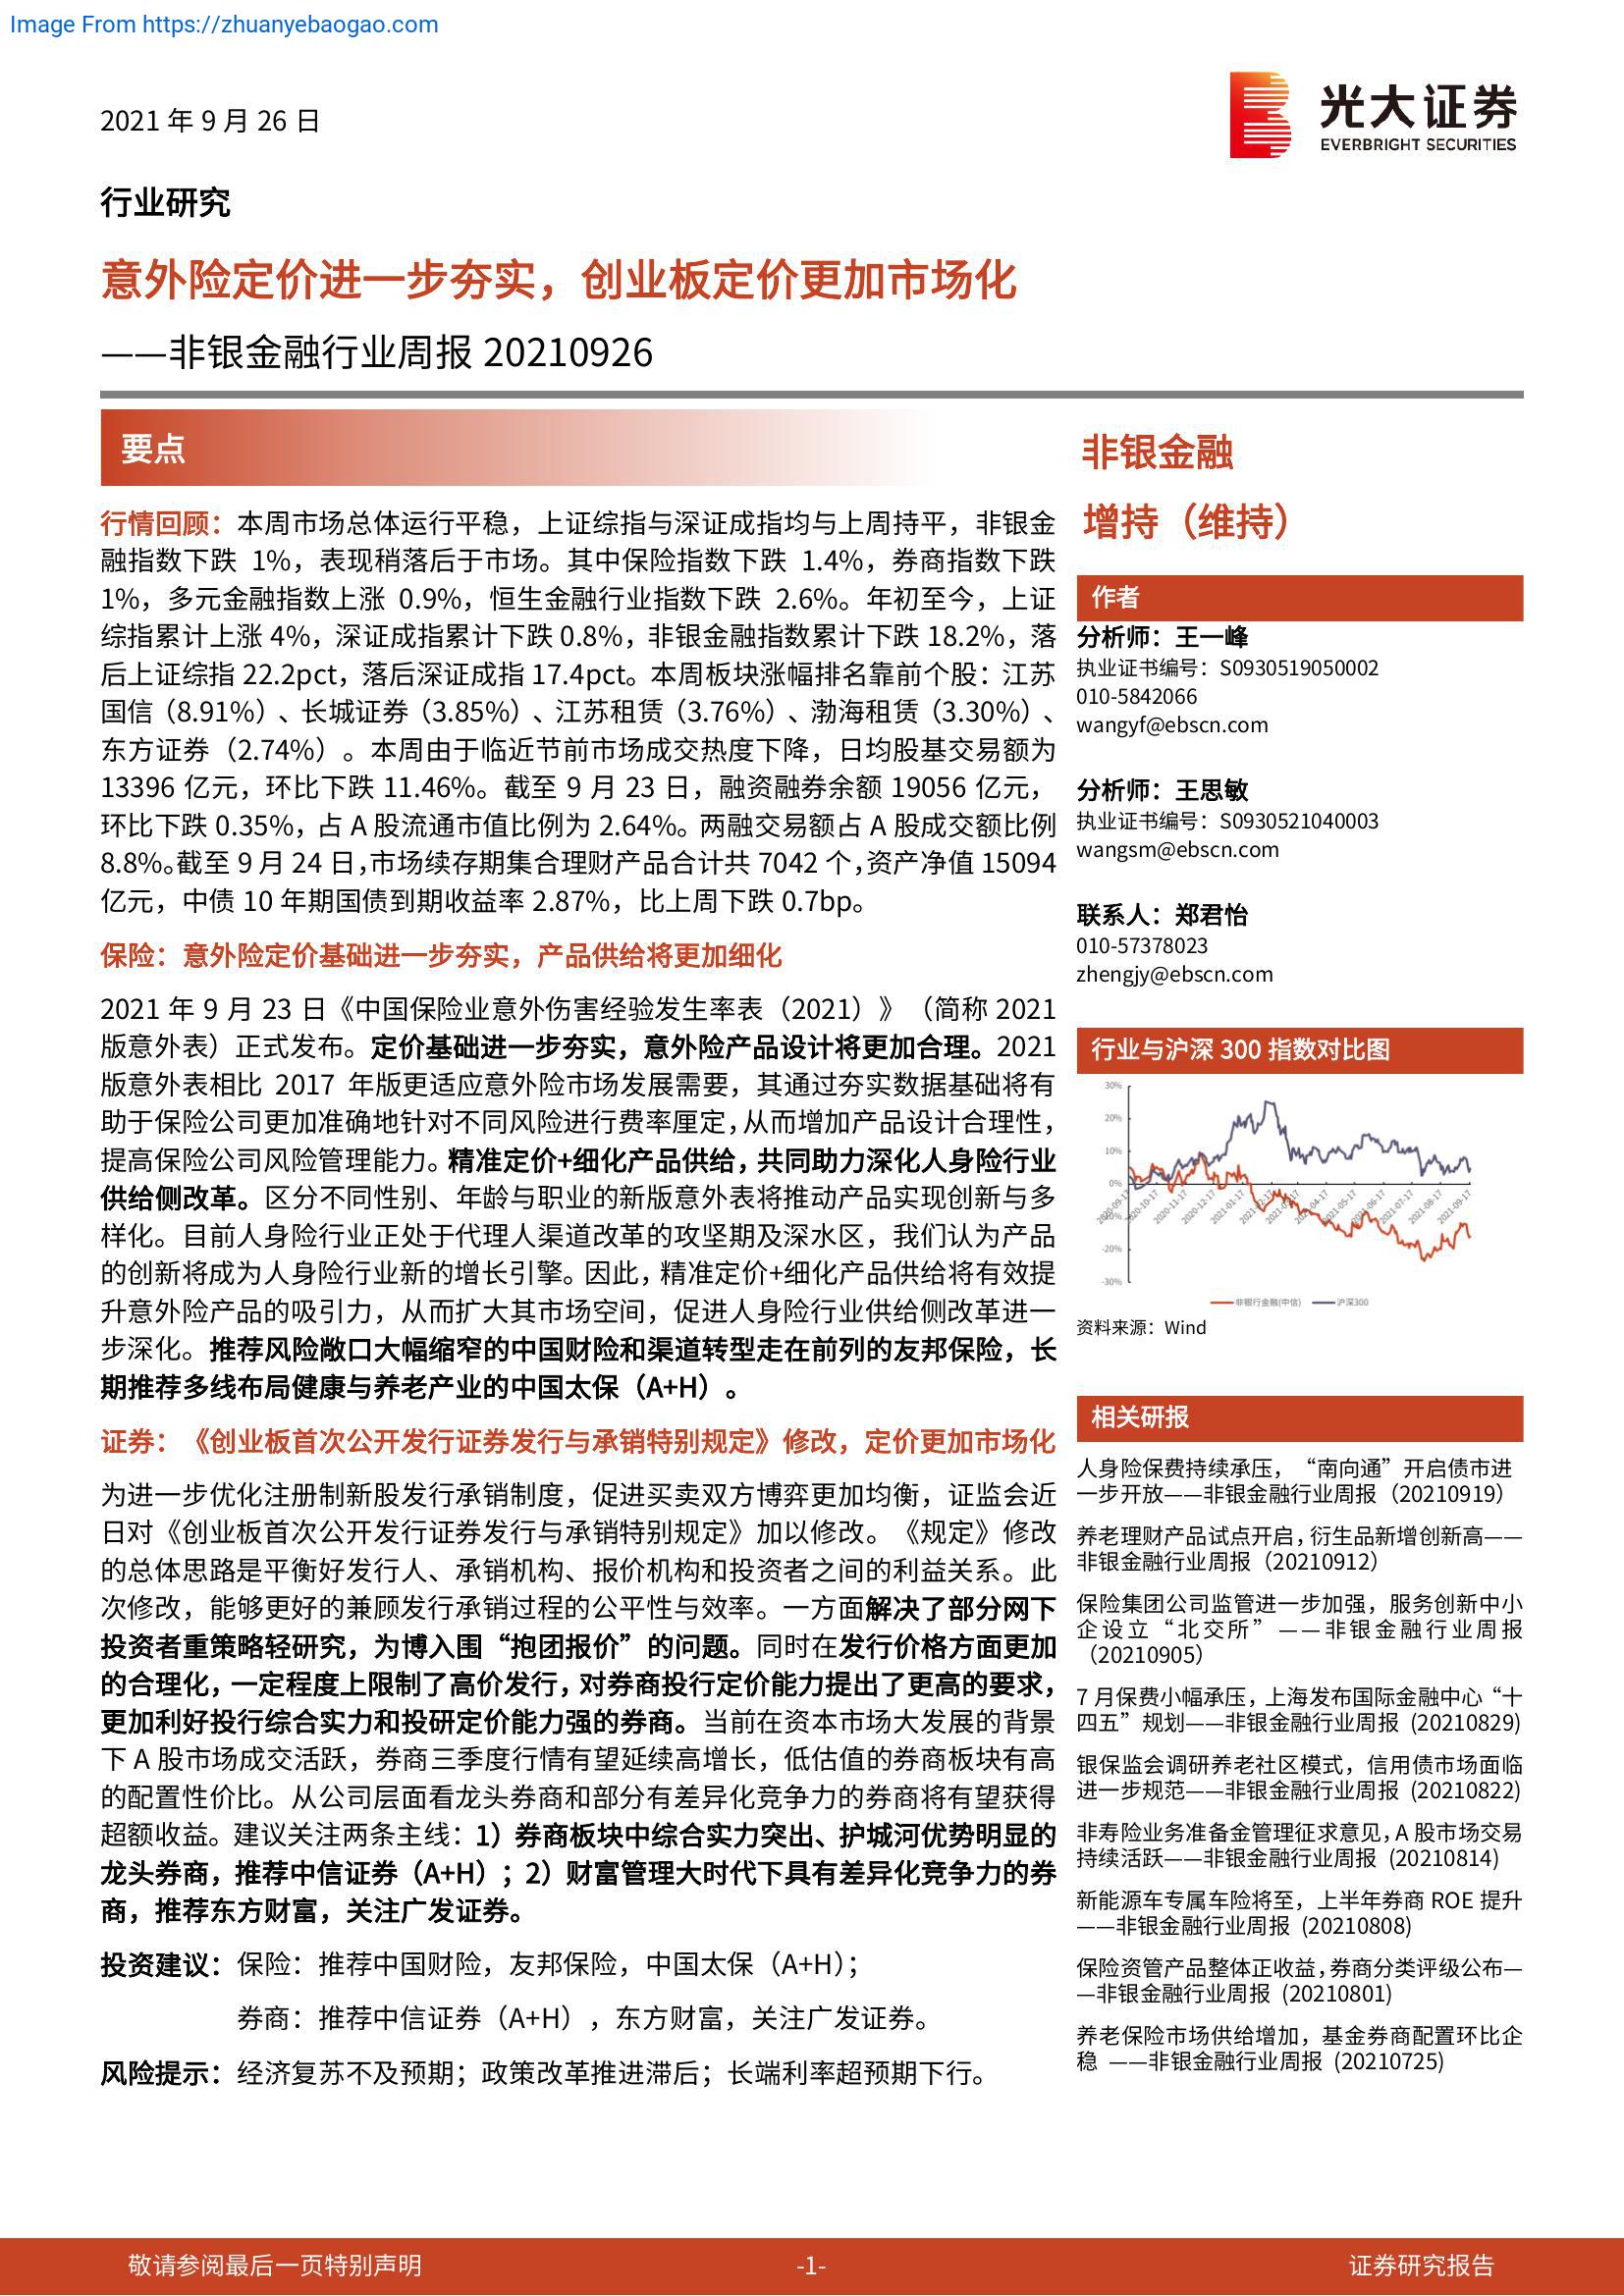 Image From https://zhuanyebaogao.com
2021 年 9 月 26 日
光大证券
EVERBRIGHT SECURITIES
行业研究
意外险定价进一步夯实，创业板定价更加市场化
——非银金融行业周报 20210926
要点
行情回顾：本周市场总体运行平稳，上证综指与深证成指均与上周持平，非银金
融指数下跌 1%，表现稍落后于市场。其中保险指数下跌 1.4%，券商指数下跌
1%，多元金融指数上涨 0.9%，恒生金融行业指数下跌 2.6%。年初至今，上证
综指累计上涨 4%，深证成指累计下跌 0.8%，非银金融指数累计下跌 18.2%，落
后上证综指 22.2pct，落后深证成指 17.4pct。本周板块涨幅排名靠前个股：江苏
国信（8.91%）、长城证券（3.85%）、江苏租赁（3.76%）、渤海租赁（3.30%）、
东方证券（2.74%）。本周由于临近节前市场成交热度下降，日均股基交易额为
13396 亿元，环比下跌 11.46%。截至 9 月 23 日，融资融券余额 19056 亿元，
环比下跌 0.35%，占 A 股流通市值比例为 2.64%。两融交易额占 A 股成交额比例
8.8%。截至 9 月 24 日，市场续存期集合理财产品合计共 7042 个，资产净值 15094
亿元，中债 10 年期国债到期收益率 2.87%，比上周下跌 0.7bp。
保险：意外险定价基础进一步夯实，产品供给将更加细化
2021 年 9 月 23 日《中国保险业意外伤害经验发生率表（2021）》（简称 2021
版意外表）正式发布。定价基础进一步夯实，意外险产品设计将更加合理。2021
版意外表相比 2017 年版更适应意外险市场发展需要，其通过夯实数据基础将有
助于保险公司更加准确地针对不同风险进行费率厘定，从而增加产品设计合理性，
提高保险公司风险管理能力。精准定价+细化产品供给，共同助力深化人身险行业
供给侧改革。区分不同性别、年龄与职业的新版意外表将推动产品实现创新与多
样化。目前人身险行业正处于代理人渠道改革的攻坚期及深水区，我们认为产品
的创新将成为人身险行业新的增长引擎。因此，精准定价+细化产品供给将有效提
升意外险产品的吸引力，从而扩大其市场空间，促进人身险行业供给侧改革进一
步深化。推荐风险敞口大幅缩窄的中国财险和渠道转型走在前列的友邦保险，长
期推荐多线布局健康与养老产业的中国太保（A+H）。
证券：《创业板首次公开发行证券发行与承销特别规定》修改，定价更加市场化
为进一步优化注册制新股发行承销制度，促进买卖双方博弈更加均衡，证监会近
日对《创业板首次公开发行证券发行与承销特别规定》加以修改。《规定》修改
的总体思路是平衡好发行人、承销机构、报价机构和投资者之间的利益关系。此
次修改，能够更好的兼顾发行承销过程的公平性与效率。一方面解决了部分网下
投资者重策略轻研究，为博入围“抱团报价”的问题。同时在发行价格方面更加
的合理化，一定程度上限制了高价发行，对券商投行定价能力提出了更高的要求，
更加利好投行综合实力和投研定价能力强的券商。当前在资本市场大发展的背景
下 A 股市场成交活跃，券商三季度行情有望延续高增长，低估值的券商板块有高
的配置性价比。从公司层面看龙头券商和部分有差异化竞争力的券商将有望获得
超额收益。建议关注两条主线：1）券商板块中综合实力突出、护城河优势明显的
龙头券商，推荐中信证券（A+H）；2）财富管理大时代下具有差异化竞争力的券
商，推荐东方财富，关注广发证券。
投资建议：保险：推荐中国财险，友邦保险，中国太保（A+H）；
券商：推荐中信证券（A+H），东方财富，关注广发证券。
风险提示：经济复苏不及预期；政策改革推进滞后；长端利率超预期下行。
非银金融
增持（维持）
作者
分析师：王一峰
执业证书编号：S0930519050002
010-5842066
wangyf@ebscn.com
分析师：王思敏
执业证书编号：S0930521040003
wangsm@ebscn.com
联系人：郑君怡
010-57378023
zhengjy@ebscn.com
行业与沪深 300 指数对比图
30%
20%
10%
0%
-10%
-20%
-30%
2020-09-17
2020-10-17
2020-11-17
2020-12-17
2021-01-17
2021-02-17
2021-03-17
2021-04-17
2021-05-17
2021-06-17
2021-07-17
2021-08-17
2021-09-17
非银行金融(中信) 沪深300
资料来源：Wind
相关研报
人身险保费持续承压，“南向通”开启债市进
一步开放——非银金融行业周报（20210919）
养老理财产品试点开启，衍生品新增创新高——
非银金融行业周报（20210912）
保险集团公司监管进一步加强，服务创新中小
企设立“北交所”——非银金融行业周报
（20210905）
7 月保费小幅承压，上海发布国际金融中心“十
四五”规划——非银金融行业周报 (20210829)
银保监会调研养老社区模式，信用债市场面临
进一步规范——非银金融行业周报 (20210822)
非寿险业务准备金管理征求意见，A 股市场交易
持续活跃——非银金融行业周报 (20210814)
新能源车专属车险将至，上半年券商 ROE 提升
——非银金融行业周报 (20210808)
保险资管产品整体正收益，券商分类评级公布—
—非银金融行业周报 (20210801)
养老保险市场供给增加，基金券商配置环比企
稳 ——非银金融行业周报 (20210725)
敬请参阅最后一页特别声明
-1-
证券研究报告